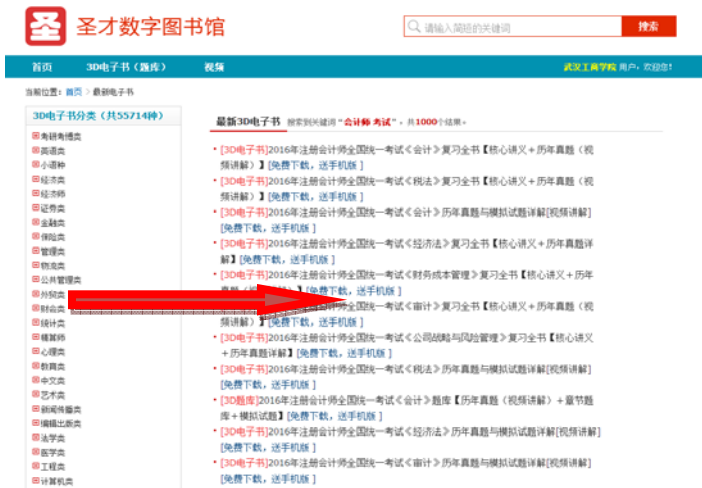 圣 圣才数字图书馆
请输入简短的关键词 搜索
首页 3D电子书（题库） 视频
武汉工商学院 用户，欢迎您！
当前位置：首页 > 最新3D电子书
3D电子书分类（共55714种）
考研考博类
英语类
小语种
经济类
经济师
证券类
金融类
保险类
管理类
物流类
公共管理类
外贸类
财会类
统计类
精算师
心理类
教育类
中文类
艺术类
新闻传播类
编辑出版类
法学类
医学类
工程类
计算机类
最新3D电子书 搜索到关键词“会计师 考试”，共1000个结果。
[3D电子书]2016年注册会计师全国统一考试《会计》复习全书【核心讲义＋历年真题（视
频讲解）】[免费下载，送手机版 ]
[3D电子书]2016年注册会计师全国统一考试《税法》复习全书【核心讲义＋历年真题（视
频讲解）】[免费下载，送手机版 ]
[3D电子书]2016年注册会计师全国统一考试《会计》历年真题与模拟试题详解[视频讲解]
[免费下载，送手机版 ]
[3D电子书]2016年注册会计师全国统一考试《经济法》复习全书【核心讲义＋历年真题详
解】[免费下载，送手机版 ]
[3D电子书]2016年注册会计师全国统一考试《财务成本管理》复习全书【核心讲义＋历年
[免费下载，送手机版 ]
会计师全国统一考试《审计》复习全书【核心讲义＋历年真题（视
频讲解）】[免费下载，送手机版 ]
[3D电子书]2016年注册会计师全国统一考试《公司战略与风险管理》复习全书【核心讲义
＋历年真题详解】[免费下载，送手机版 ]
[3D电子书]2016年注册会计师全国统一考试《税法》历年真题与模拟试题详解[视频讲解]
[免费下载，送手机版 ]
[3D题库]2016年注册会计师全国统一考试《会计》题库【历年真题（视频讲解）＋章节题
库＋模拟试题】[免费下载，送手机版 ]
[3D电子书]2016年注册会计师全国统一考试《经济法》历年真题与模拟试题详解[视频讲解]
[免费下载，送手机版 ]
[3D电子书]2016年注册会计师全国统一考试《审计》历年真题与模拟试题详解[视频讲解]
[免费下载，送手机版 ]